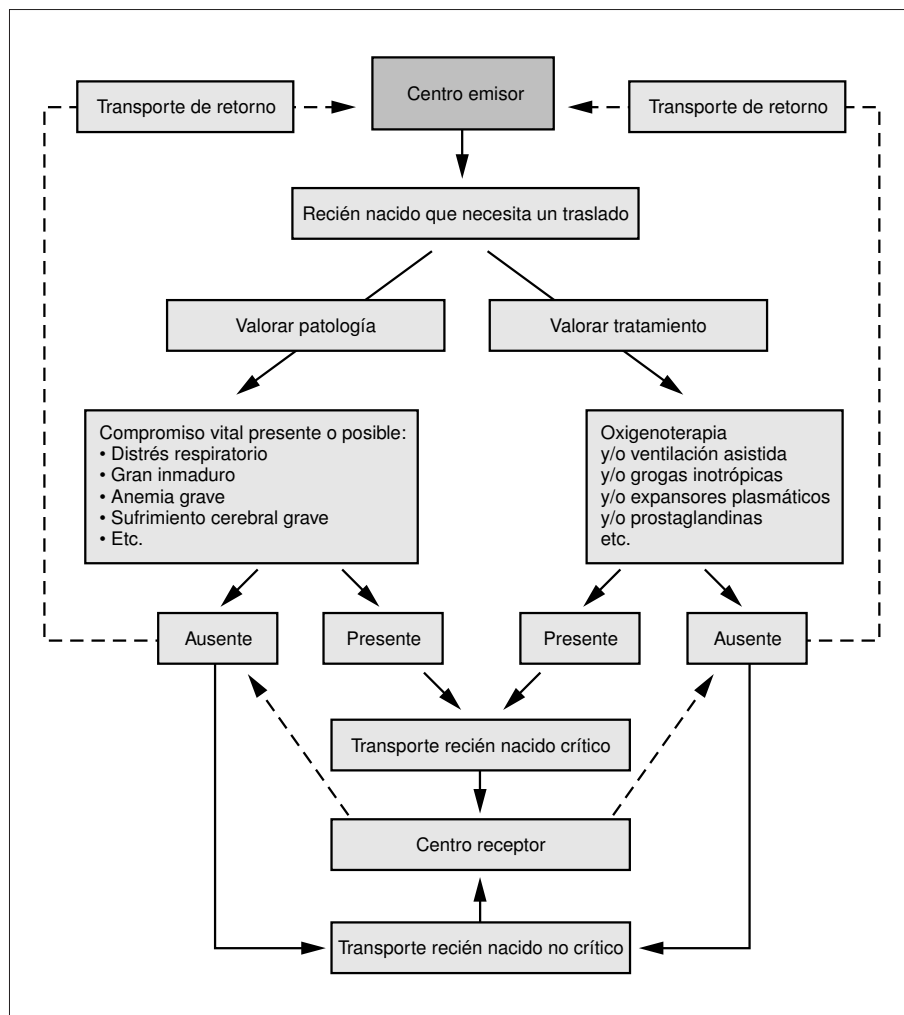 Transporte de retorno
Centro emisor
Transporte de retorno
Recién nacido que necesita un traslado
Valorar patología
Valorar tratamiento
Compromiso vital presente o posible:
• Distrés respiratorio
• Gran inmaduro
• Anemia grave
• Sufrimiento cerebral grave
• Etc.
Oxigenoterapia
y/o ventilación asistida
y/o grogas inotrópicas
y/o expansores plasmáticos
y/o prostaglandinas
etc.
Ausente
Presente
Presente
Ausente
Transporte recién nacido crítico
Centro receptor
Transporte recién nacido no crítico